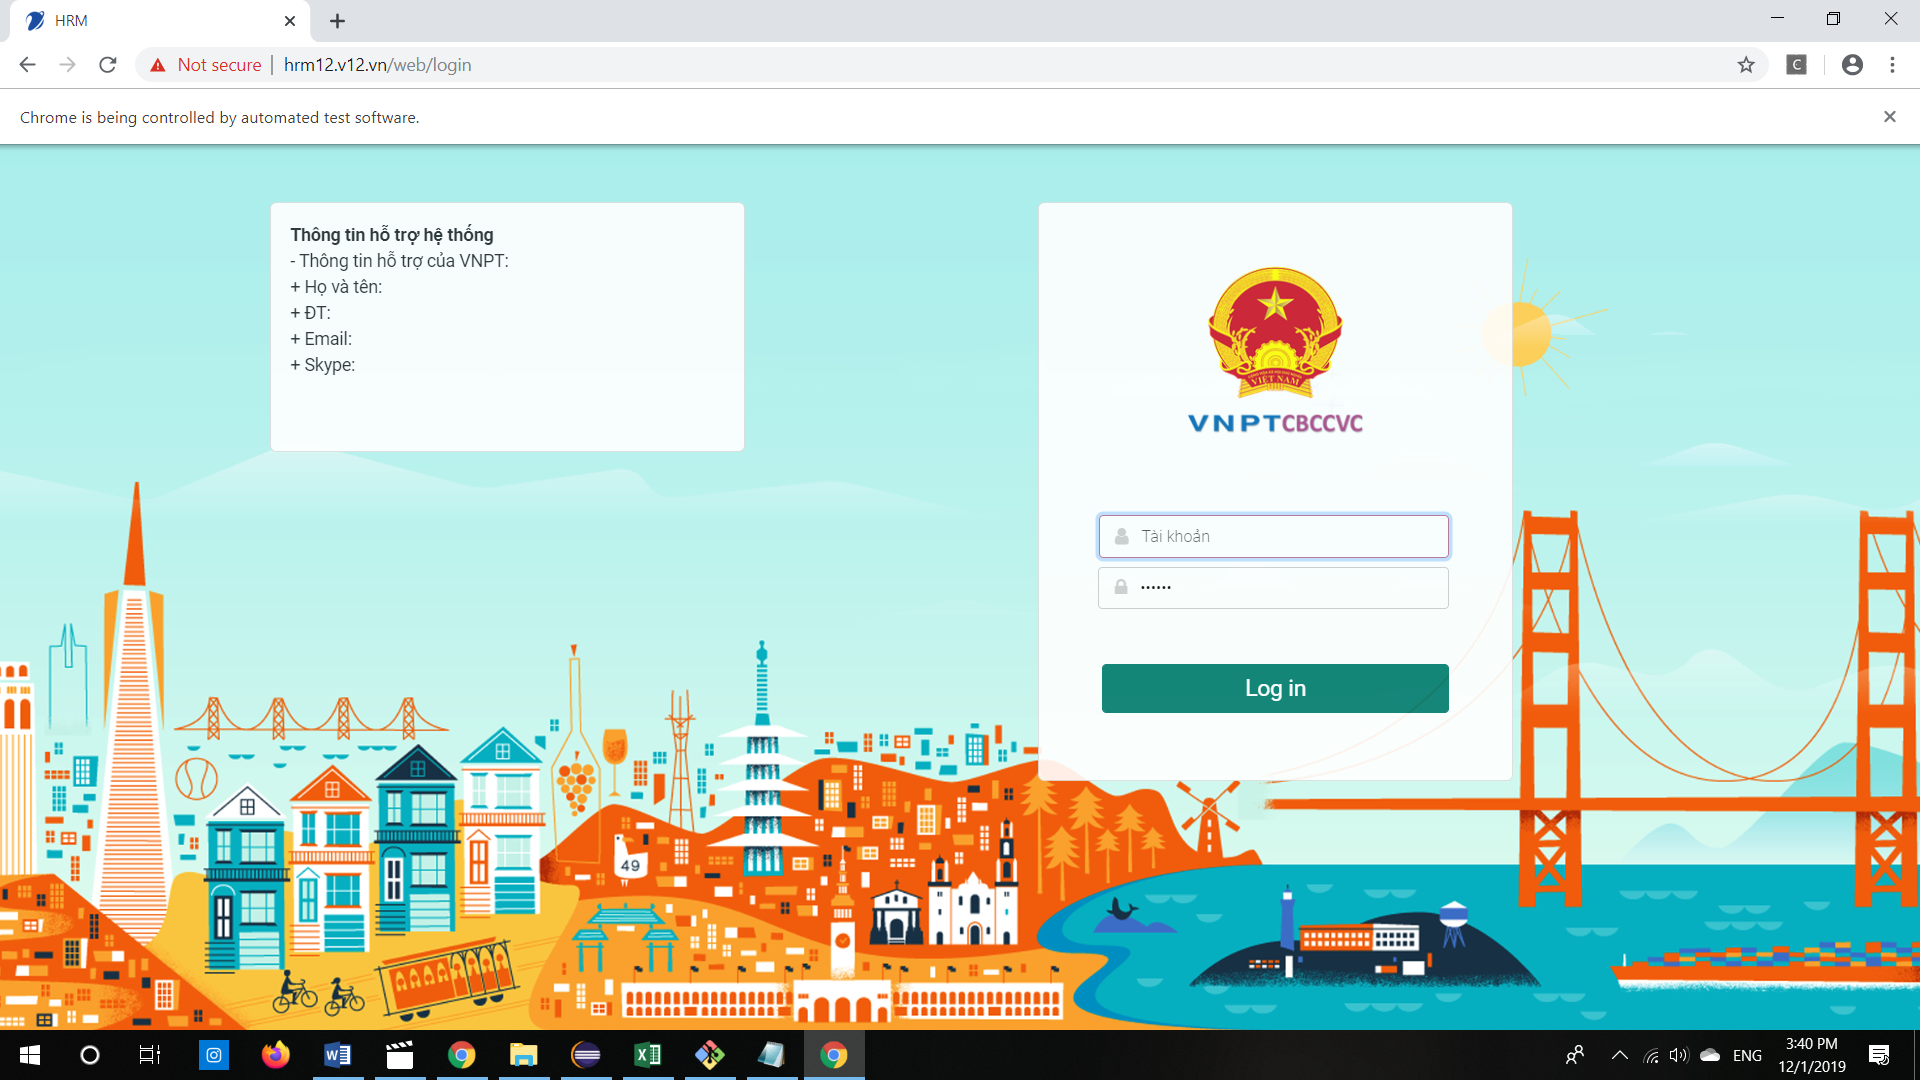 HRM
Not secure | hrm12.v12.vn/web/login
Chrome is being controlled by automated test software.
Thông tin hỗ trợ hệ thống
- Thông tin hỗ trợ của VNPT:
+ Họ và tên:
+ ĐT:
+ Email:
+ Skype:
VIỆT NAM
VNPTCBCCVC
Tài khoản
••••••
Log in
49
ENG
3:40 PM
12/1/2019